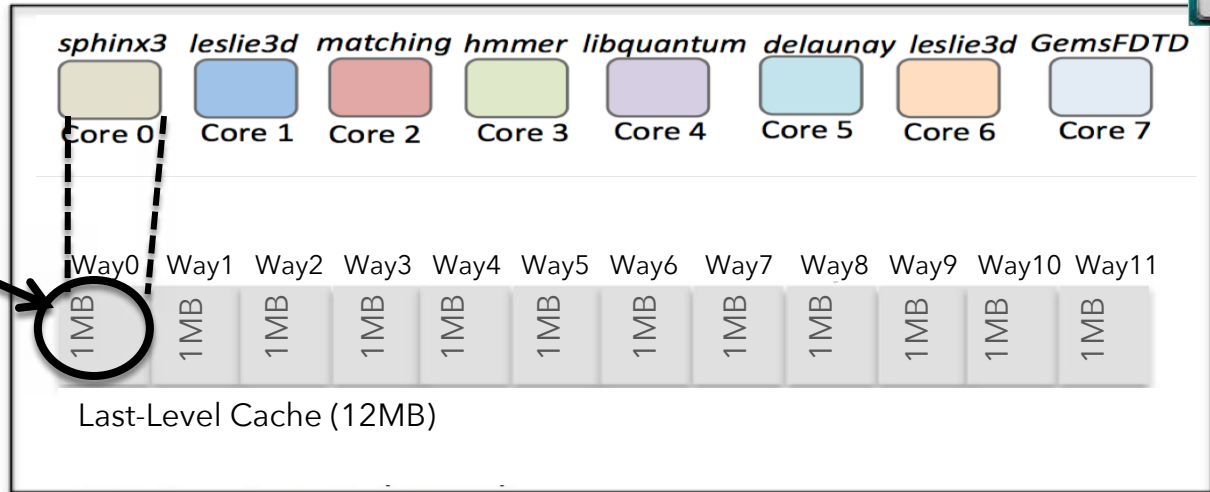 sphinx3 leslie3d matching hmmer libquantum delaunay leslie3d GemsFDTD
Core 0 Core 1 Core 2 Core 3 Core 4 Core 5 Core 6 Core 7
Way0 Way1 Way2 Way3 Way4 Way5 Way6 Way7 Way8 Way9 Way10 Way11
1MB 1MB 1MB 1MB 1MB 1MB 1MB 1MB 1MB 1MB 1MB 1MB
Last-Level Cache (12MB)